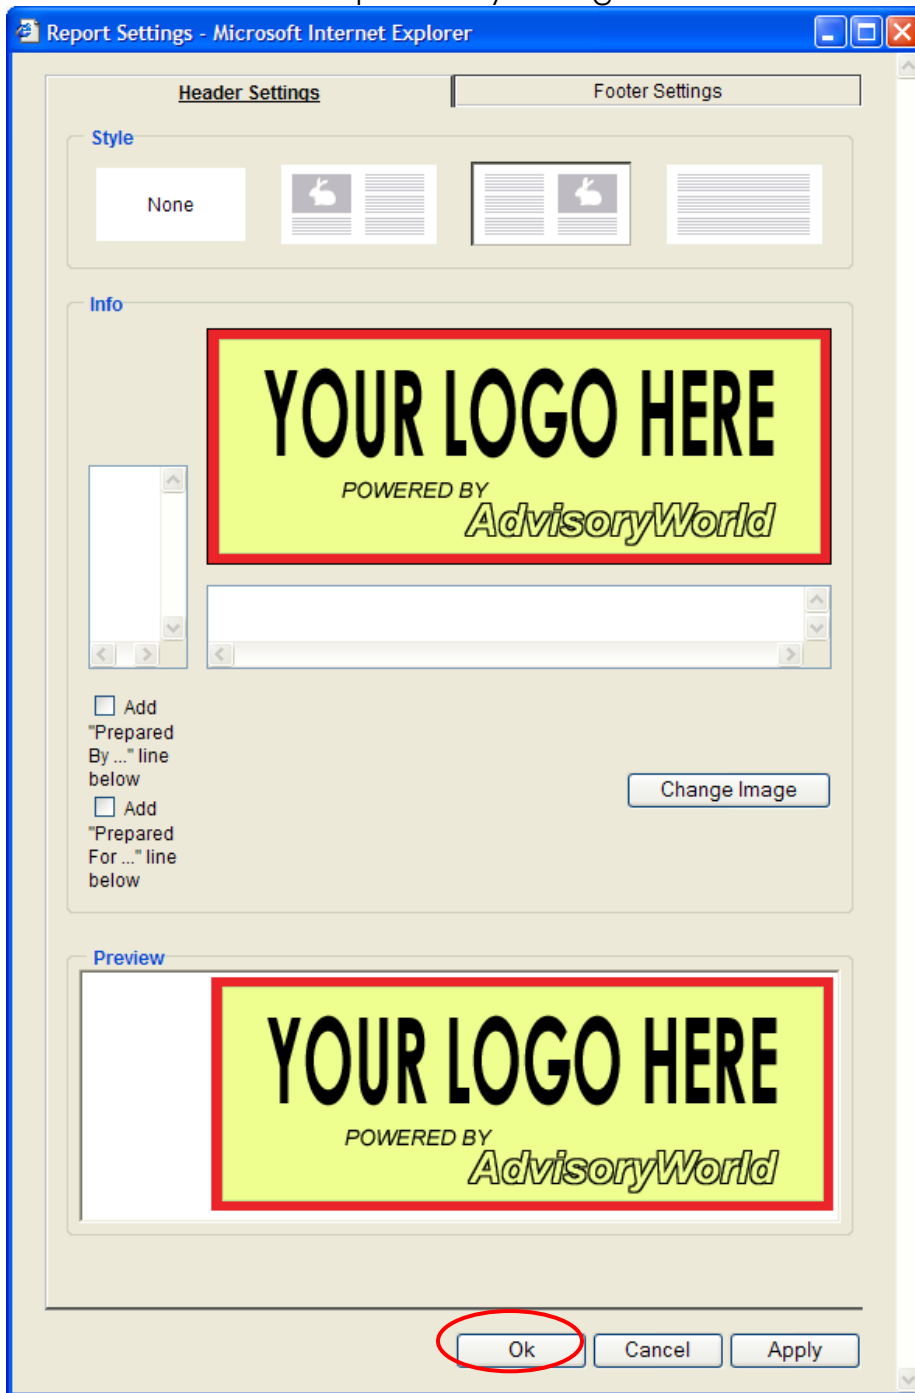 Report Settings - Microsoft Internet Explorer
Header Settings
Footer Settings
Style
None
Info
YOUR LOGO HERE
POWERED BY
AdvisoryWorld
Add
"Prepared
By ..." line
below
Add
"Prepared
For ..." line
below
Change Image
Preview
YOUR LOGO HERE
POWERED BY
AdvisoryWorld
Ok
Cancel
Apply